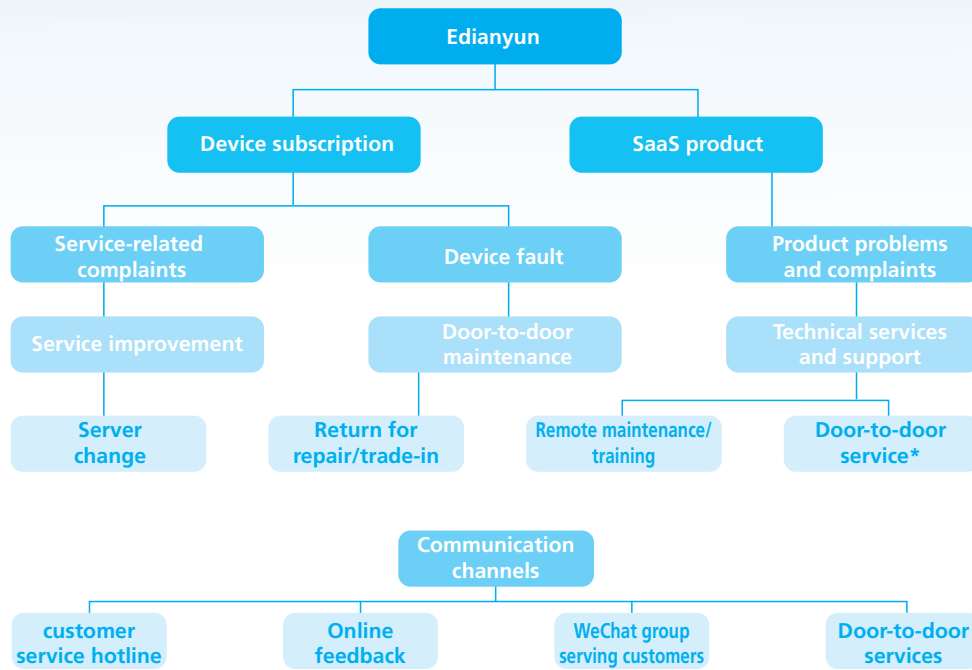 Edianyun
Device subscription
SaaS product
Service-related
complaints
Device fault
Product problems
and complaints
Service improvement
Door-to-door
maintenance
Technical services
and support
Server
change
Return for
repair/trade-in
Remote maintenance/
training
Door-to-door
service*
Communication
channels
customer
service hotline
Online
feedback
WeChat group
serving customers
Door-to-door
services